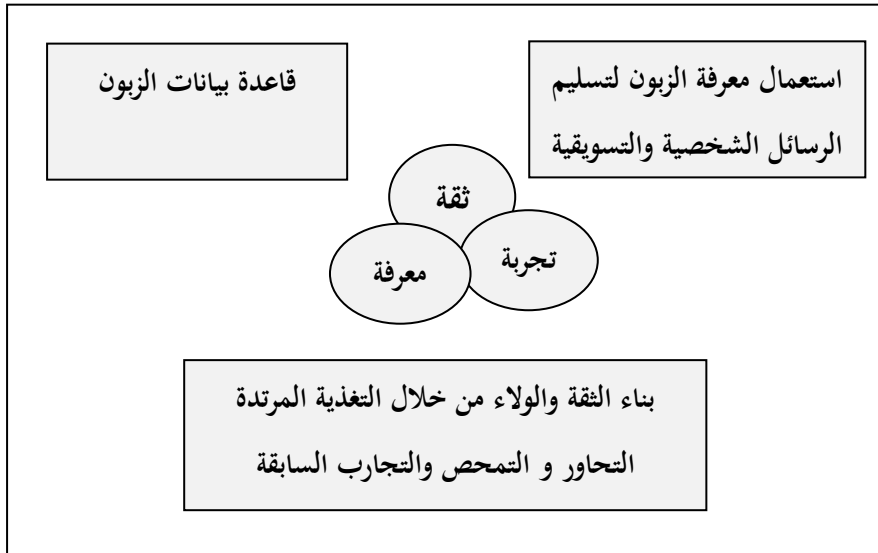 استعمال معرفة الزبون لتسليم
الرسائل الشخصية والتسويقية
قاعدة بيانات الزبون
ثقة
تجربة
معرفة
بناء الثقة والولاء من خلال التغذية المرتدة
التحاور و التمحص والتجارب السابقة